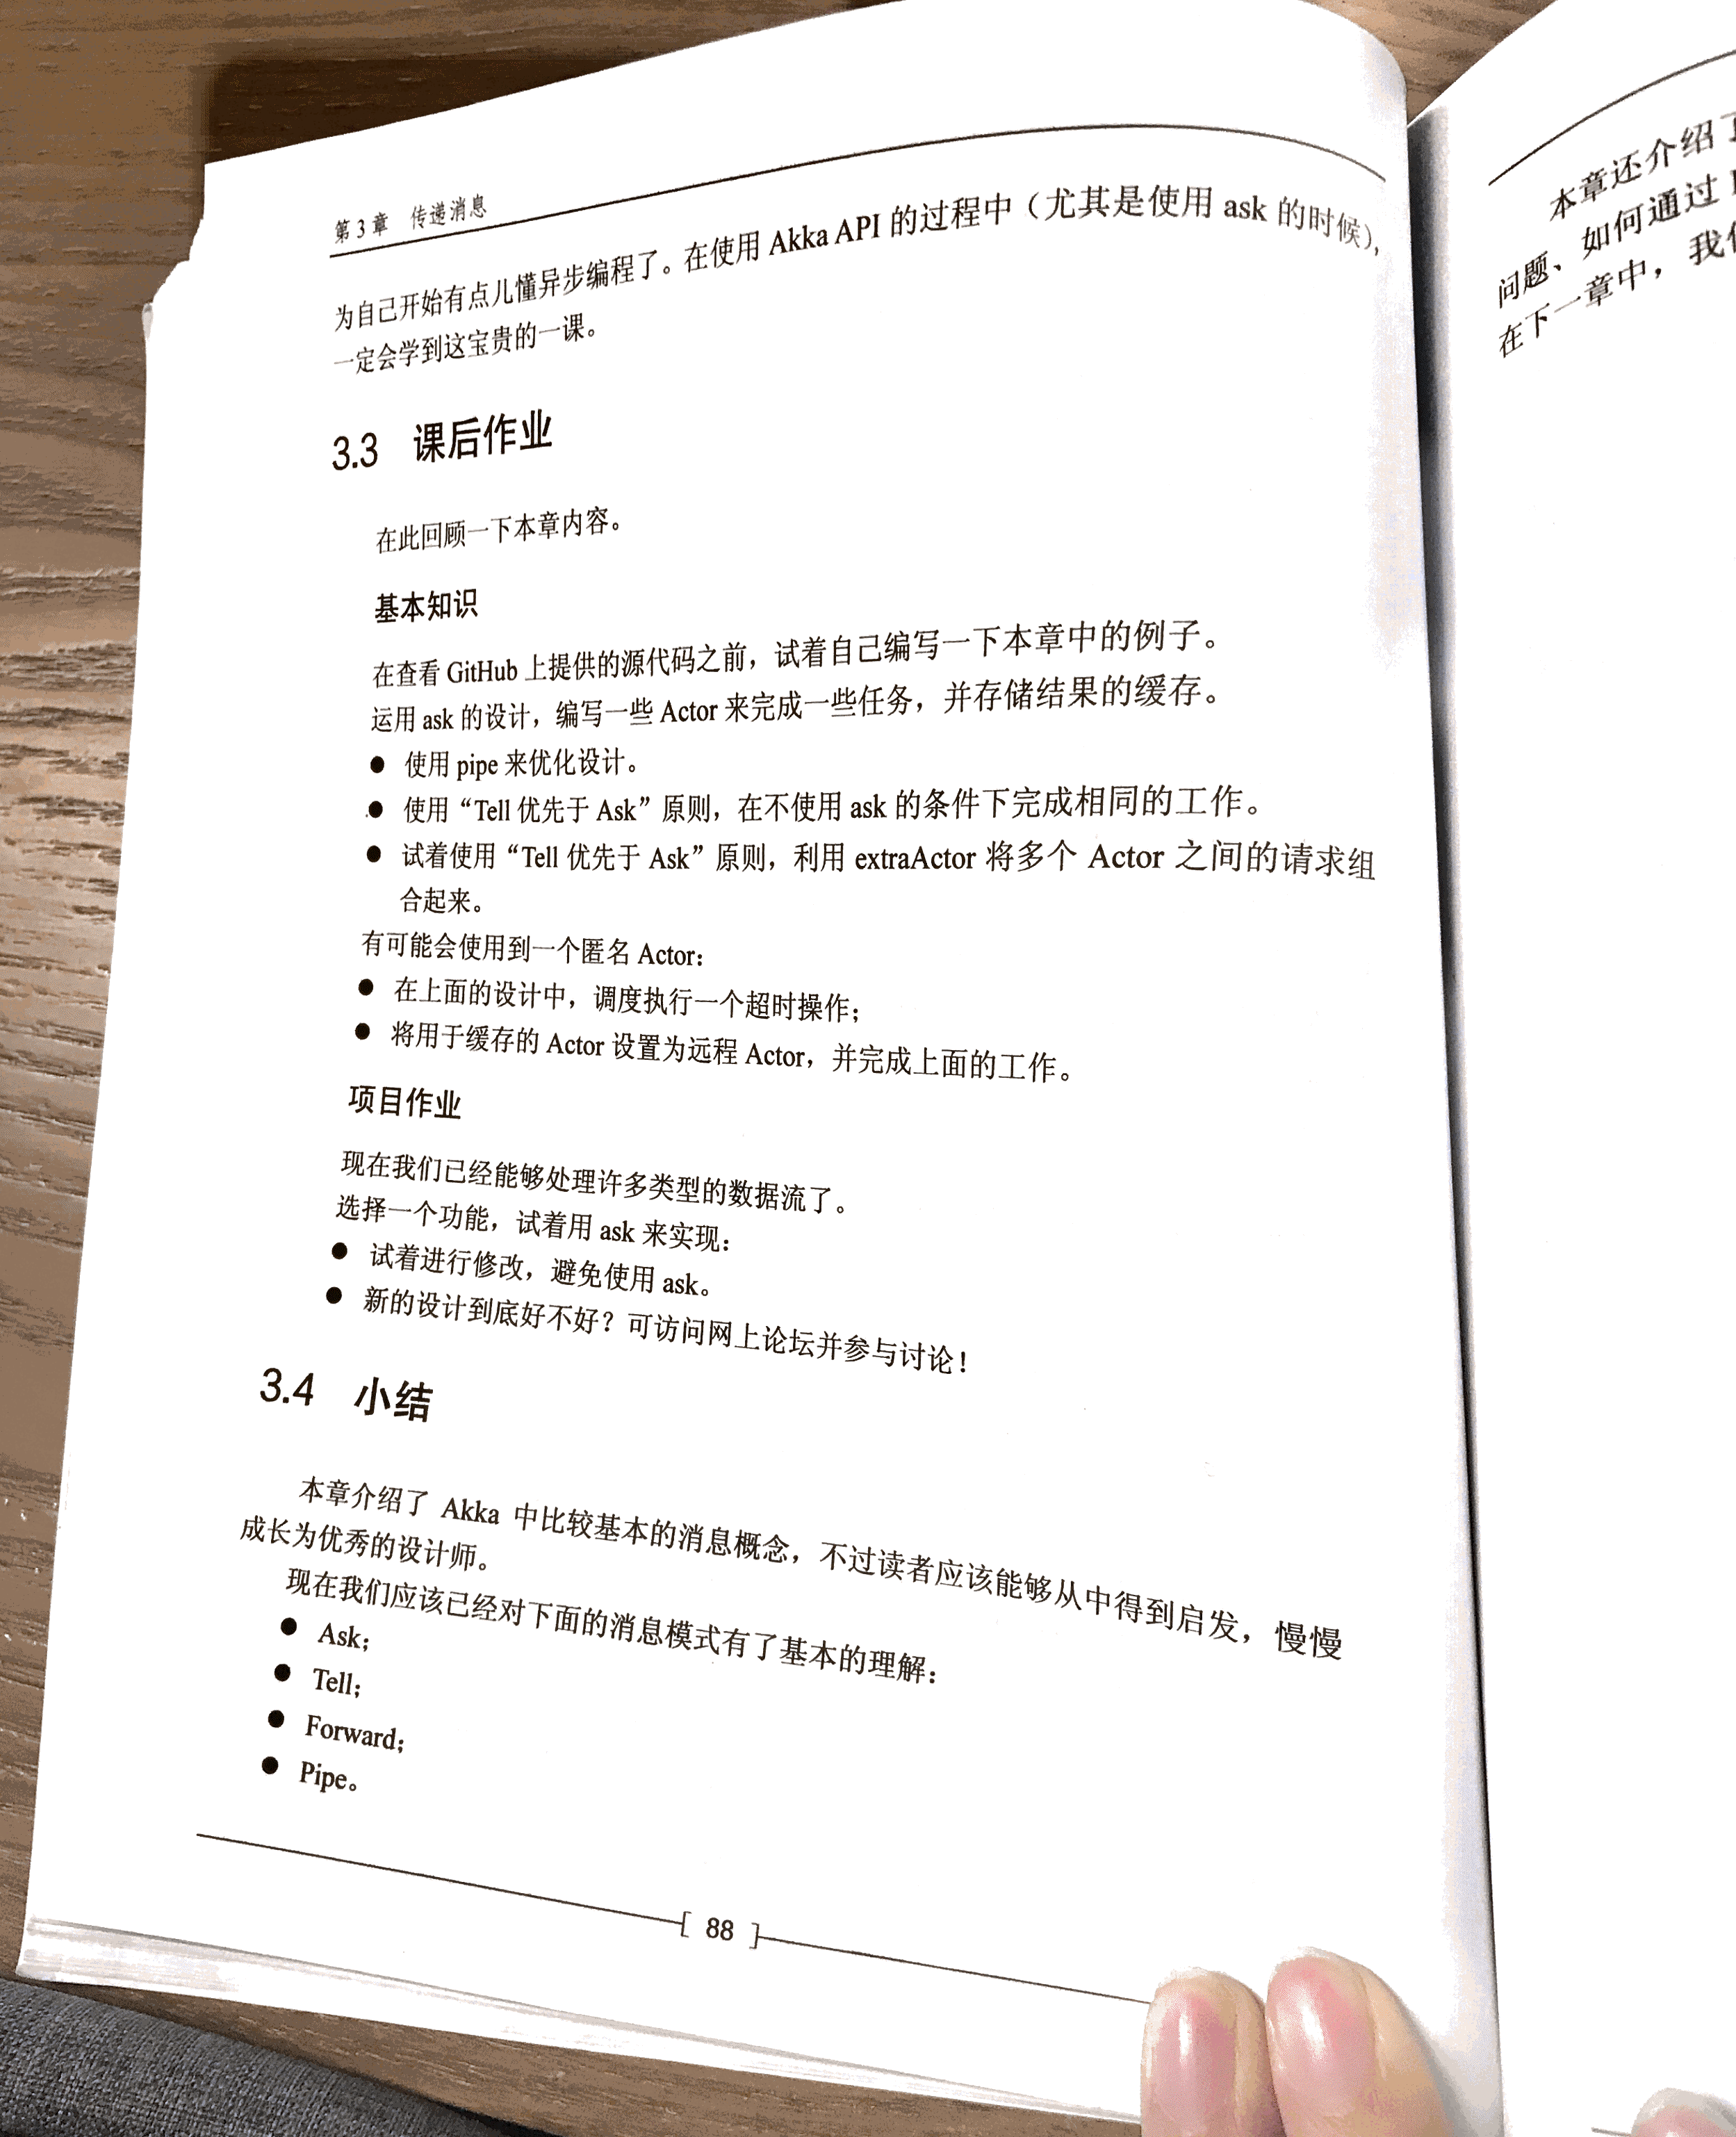 第3章 传递消息
为自己开始有点儿懂异步编程了。在使用 Akka API 的过程中（尤其是使用 ask 的时候），
一定会学到这宝贵的一课。
3.3 课后作业
在此回顾一下本章内容。
基本知识
在查看 GitHub 上提供的源代码之前，试着自己编写一下本章中的例子。
运用 ask 的设计，编写一些 Actor 来完成一些任务，并存储结果的缓存。
● 使用 pipe 来优化设计。
● 使用“Tell 优先于 Ask”原则，在不使用 ask 的条件下完成相同的工作。
● 试着使用“Tell 优先于 Ask”原则，利用 extraActor 将多个 Actor 之间的请求组
合起来。
有可能会使用到一个匿名 Actor：
● 在上面的设计中，调度执行一个超时操作；
● 将用于缓存的 Actor 设置为远程 Actor，并完成上面的工作。
项目作业
现在我们已经能够处理许多类型的数据流了。
选择一个功能，试着用 ask 来实现：
● 试着进行修改，避免使用 ask。
● 新的设计到底好不好？可访问网上论坛并参与讨论！
3.4 小结
本章介绍了 Akka 中比较基本的消息概念，不过读者应该能够从中得到启发，慢慢
成长为优秀的设计师。
现在我们应该已经对下面的消息模式有了基本的理解：
● Ask；
● Tell；
● Forward；
● Pipe。
[ 88 ]
本章还介绍了
问题、如何通过
在下一章中，我们